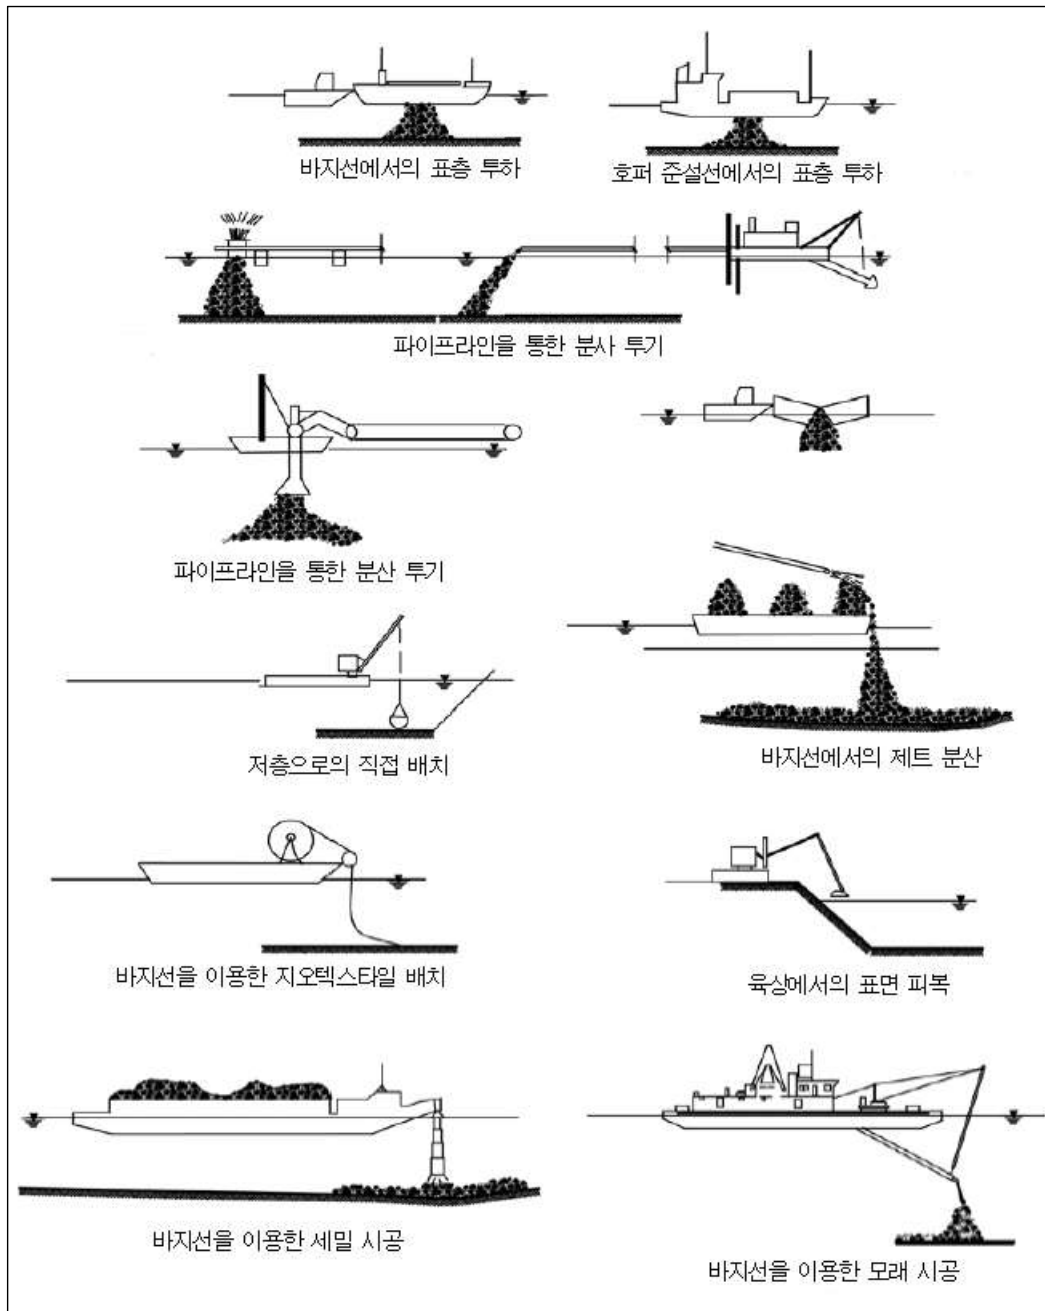 바지선에서의 표층 투하
호퍼 준설선에서의 표층 투하
파이프라인을 통한 분사 투기
파이프라인을 통한 분산 투기
저층으로의 직접 배치
바지선에서의 제트 분산
바지선을 이용한 지오텍스타일 배치
육상에서의 표면 피복
바지선을 이용한 세밀 시공
바지선을 이용한 모래 시공